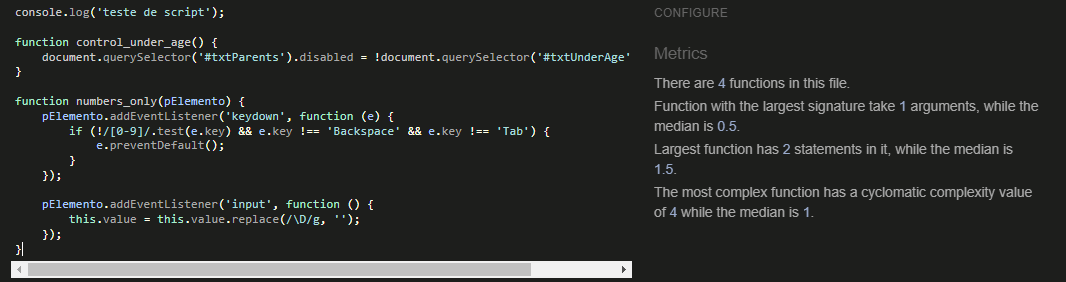 console.log('teste de script');
function control_under_age() {
document.querySelector('#txtParents').disabled = !document.querySelector('#txtUnderAge'
}
function numbers_only(pElemento) {
pElemento.addEventListener('keydown', function (e) {
if (!/[0-9]/.test(e.key) && e.key !== 'Backspace' && e.key !== 'Tab') {
e.preventDefault();
}
});
pElemento.addEventListener('input', function () {
this.value = this.value.replace(/\D/g, '');
});
}
CONFIGURE
Metrics
There are 4 functions in this file.
Function with the largest signature take 1 arguments, while the
median is 0.5.
Largest function has 2 statements in it, while the median is
1.5.
The most complex function has a cyclomatic complexity value
of 4 while the median is 1.